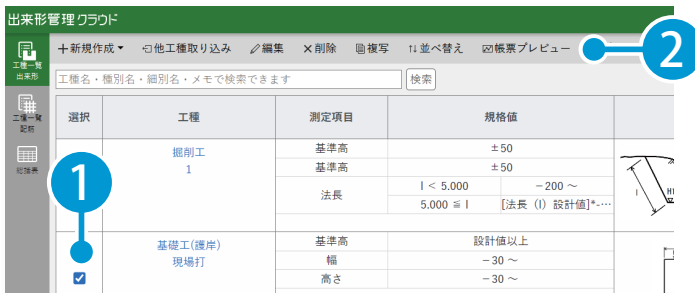 出来形管理クラウド
工種一覧
出来形
工種一覧
配筋
総括表
+新規作成▼ 他工種取り込み 編集 ×削除 複写 ↑↓並べ替え 帳票プレビュー
2
工種名・種別名・細別名・メモで検索できます 検索
選択 工種 測定項目 規格値
掘削工
1
基準高 ±50
基準高 ±50
法長 l < 5.000 −200 ～
5.000 ≦ l [法長（l）設計値]*-…
l
1
基礎工(護岸)
現場打
基準高 設計値以上
幅 −30 ～
高さ −30 ～